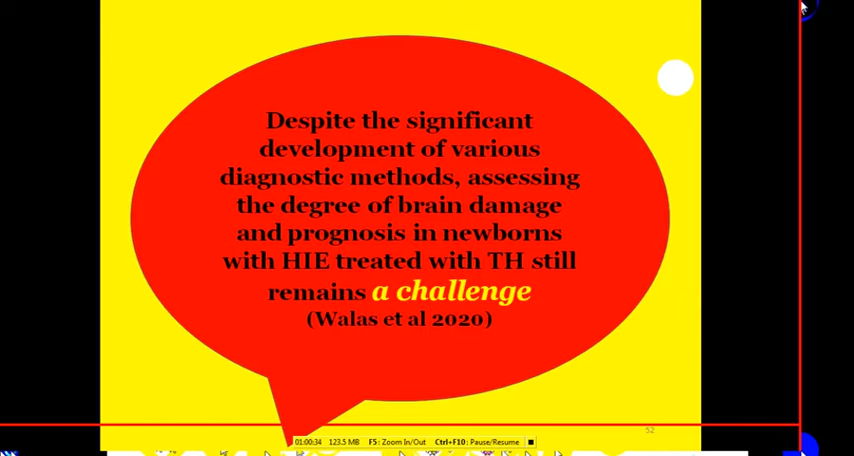 Despite the significant
development of various
diagnostic methods, assessing
the degree of brain damage
and prognosis in newborns
with HIE treated with TH still
remains a challenge
(Walas et al 2020)
52
01:00:34 123.5 MB F5: Zoom In/Out Ctrl+F10: Pause/Resume